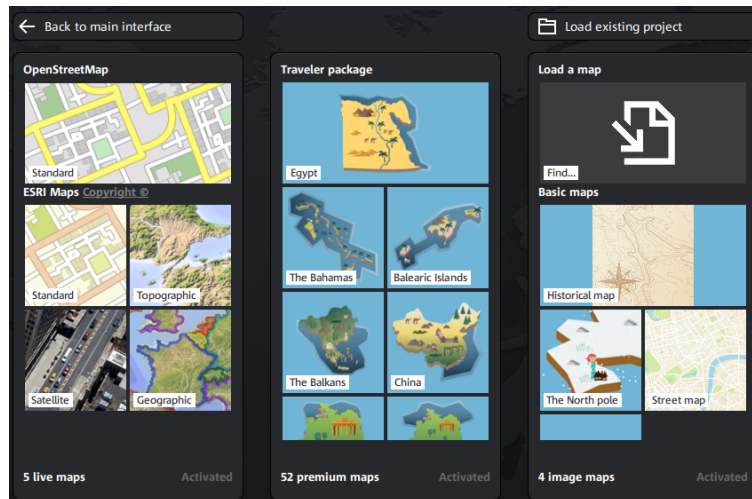 Back to main interface
Load existing project
OpenStreetMap
Standard
ESRI Maps Copyright ©
Standard
Topographic
Satellite
Geographic
5 live maps
Activated
Traveler package
Egypt
The Bahamas
Balearic Islands
The Balkans
China
52 premium maps
Activated
Load a map
Find...
Basic maps
Historical map
The North pole
Street map
4 image maps
Activated